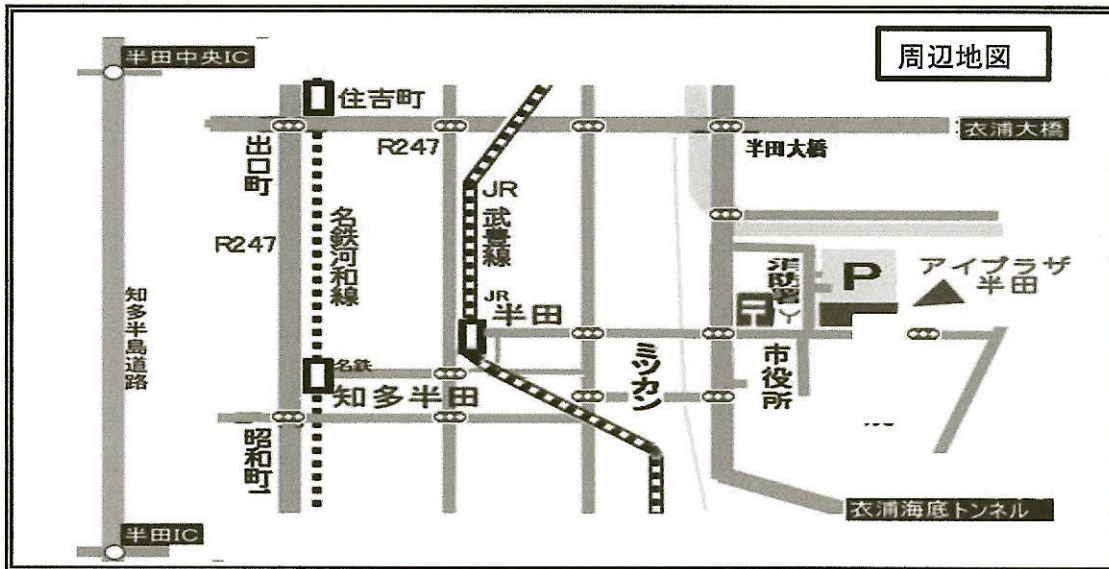 周辺地図
半田中央IC
住吉町
R247
衣浦大橋
半田大橋
出口町
R247
名鉄河和線
JR
武豊線
知多半島道路
JR
半田
消防署
P
アイプラザ
半田
名鉄
知多半田
ミツカン
市役所
昭和町
衣浦海底トンネル
半田IC